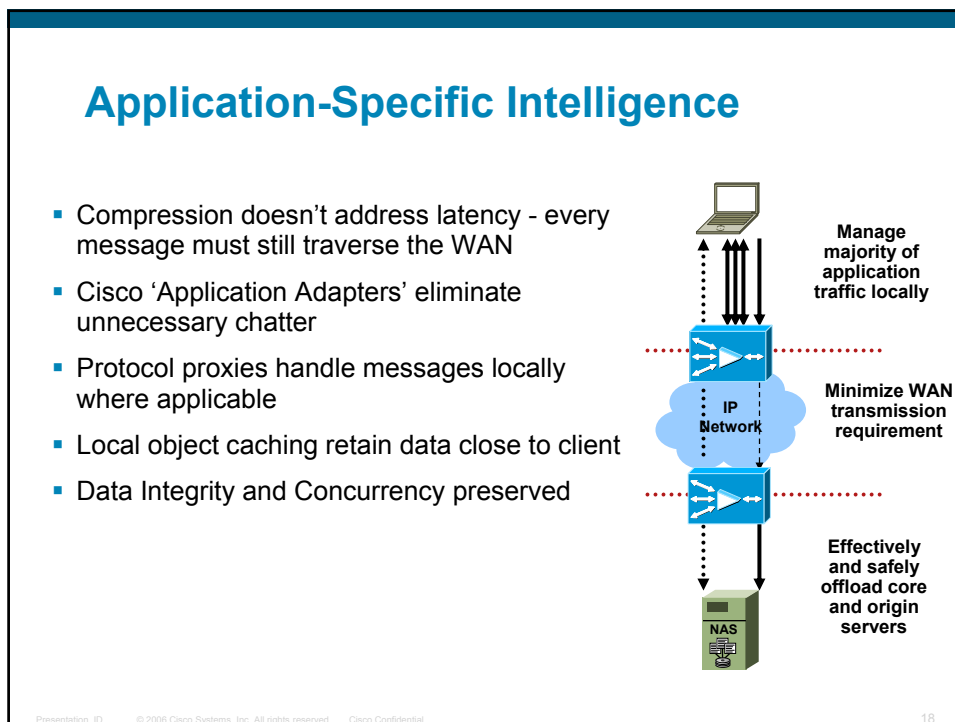 Application-Specific Intelligence
▪ Compression doesn’t address latency - every
message must still traverse the WAN
▪ Cisco ‘Application Adapters’ eliminate
unnecessary chatter
▪ Protocol proxies handle messages locally
where applicable
▪ Local object caching retain data close to client
▪ Data Integrity and Concurrency preserved
Manage
majority of
application
traffic locally
IP
Network
Minimize WAN
transmission
requirement
Effectively
and safely
offload core
and origin
servers
NAS
Presentation_ID © 2006 Cisco Systems, Inc. All rights reserved. Cisco Confidential 18